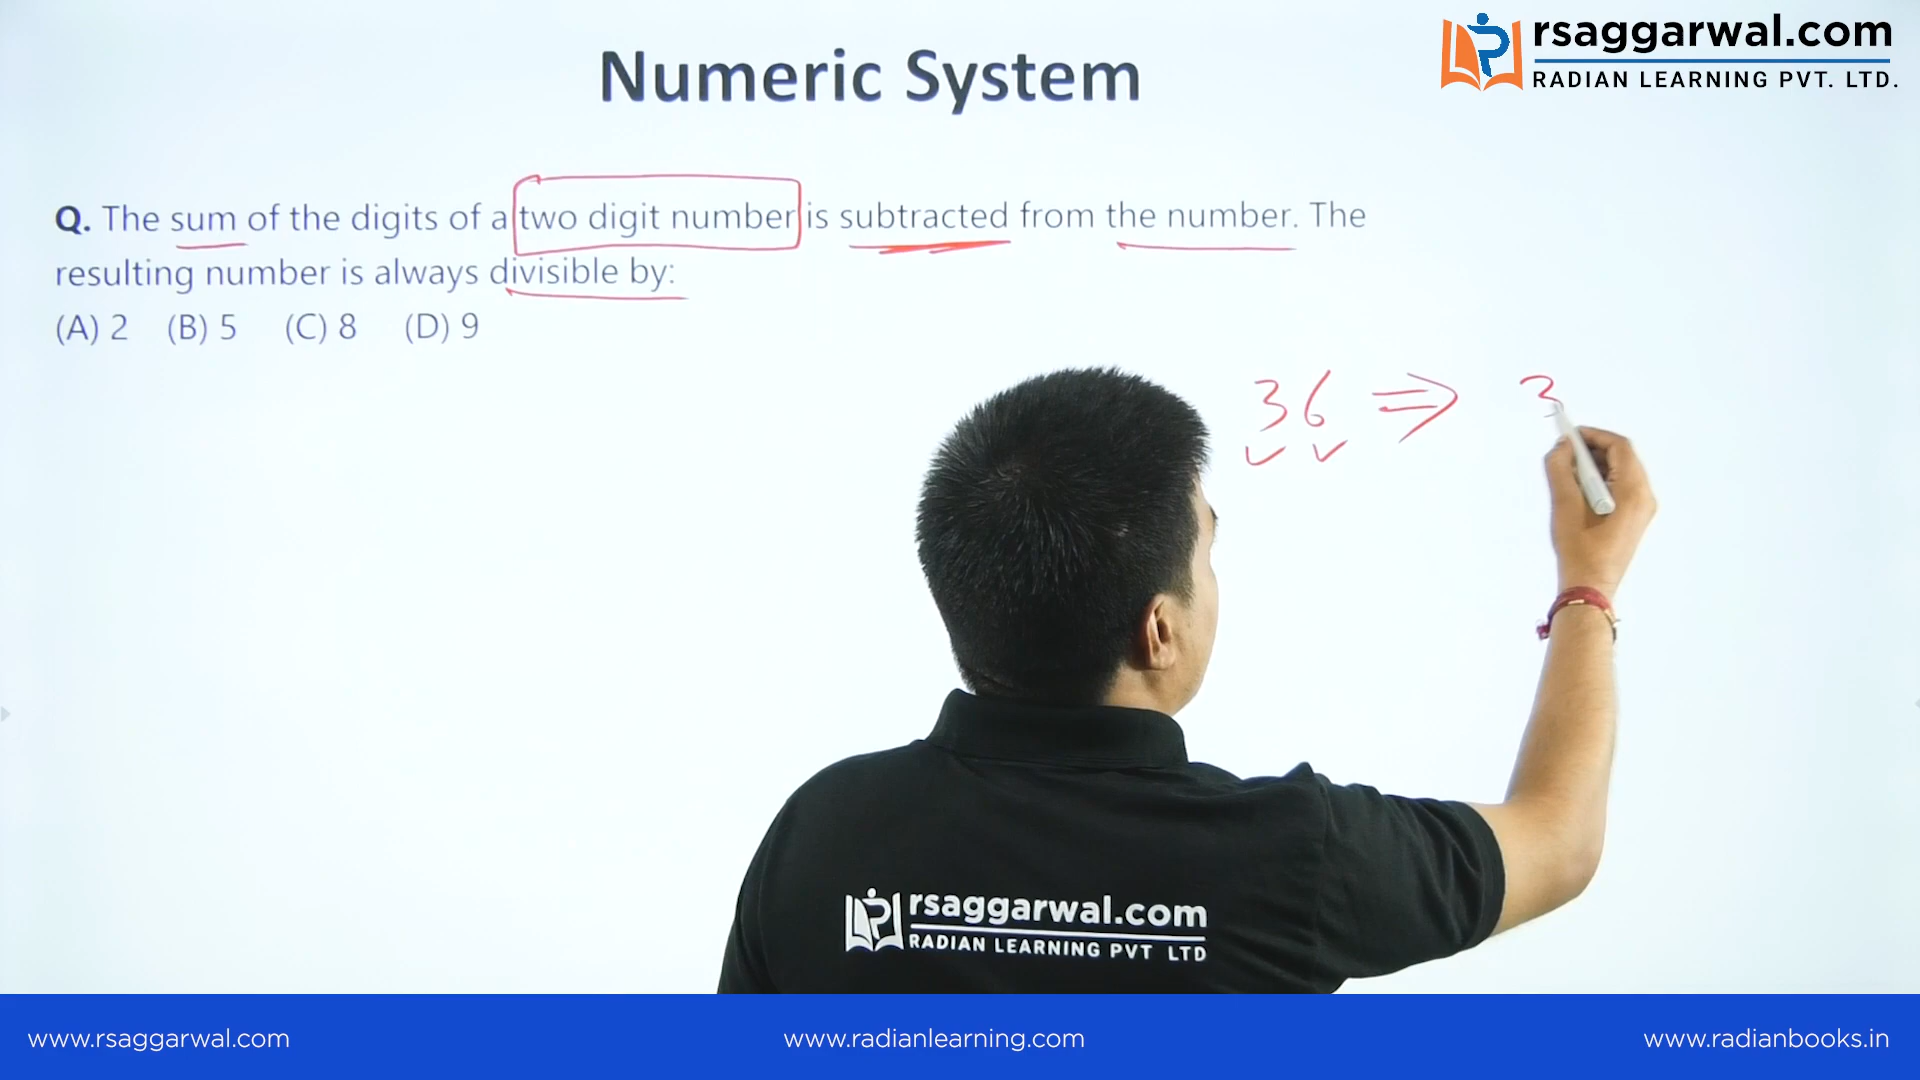 rsaggarwal.com
RADIAN LEARNING PVT. LTD.
Numeric System
Q. The sum of the digits of a two digit number is subtracted from the number. The
resulting number is always divisible by:
(A) 2 (B) 5 (C) 8 (D) 9
36 ⇒ 3
rsaggarwal.com
RADIAN LEARNING PVT LTD
www.rsaggarwal.com www.radianlearning.com www.radianbooks.in